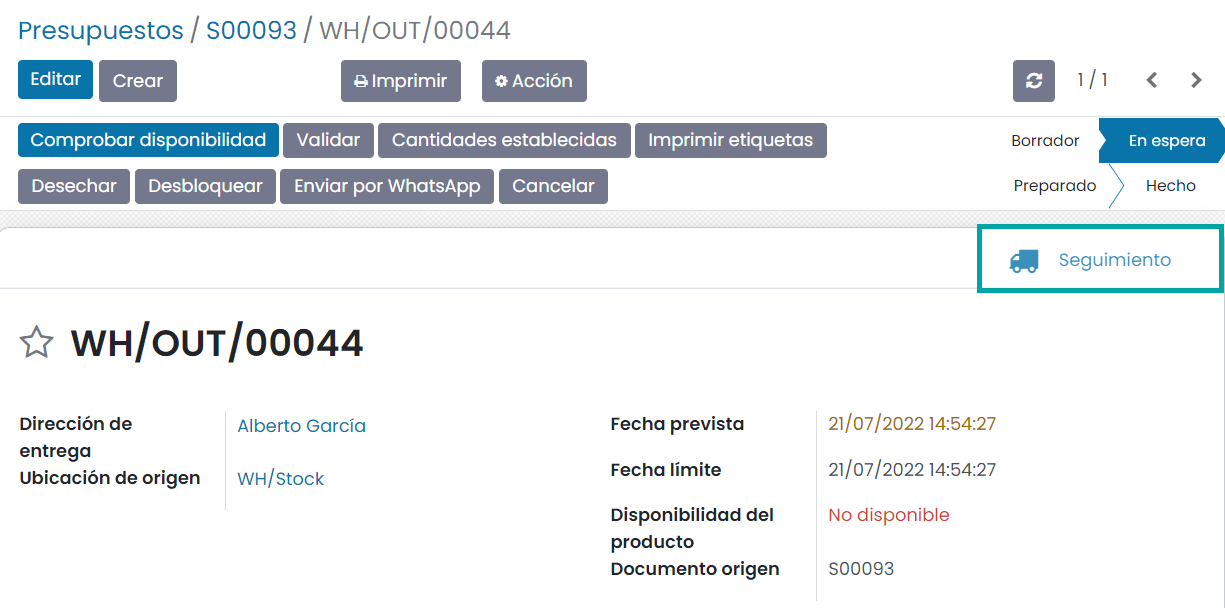 Presupuestos / S00093 / WH/OUT/00044
Editar Crear Imprimir Acción 1 / 1
Comprobar disponibilidad Validar Cantidades establecidas Imprimir etiquetas Borrador En espera
Desechar Desbloquear Enviar por WhatsApp Cancelar Preparado Hecho
Seguimiento
WH/OUT/00044
Dirección de entrega Alberto García
Ubicación de origen WH/Stock
Fecha prevista 21/07/2022 14:54:27
Fecha límite 21/07/2022 14:54:27
Disponibilidad del producto No disponible
Documento origen S00093